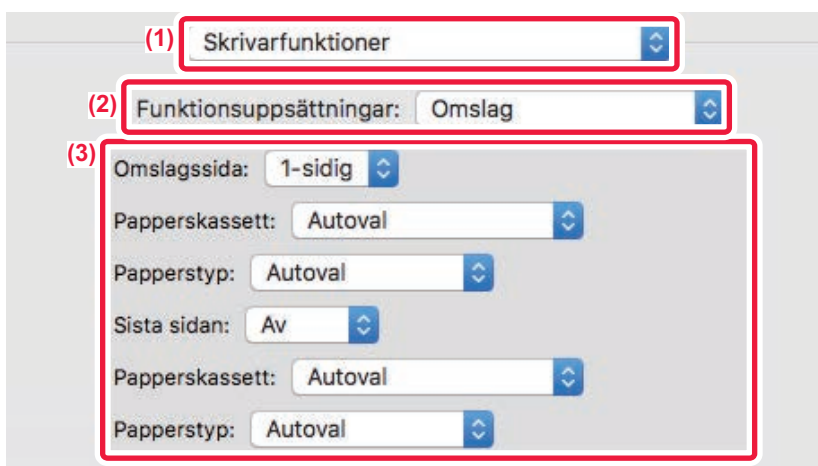 (1) Skrivarfunktioner
(2) Funktionsuppsättningar: Omslag
(3)
Omslagssida: 1-sidig
Papperskassett: Autoval
Papperstyp: Autoval
Sista sidan: Av
Papperskassett: Autoval
Papperstyp: Autoval